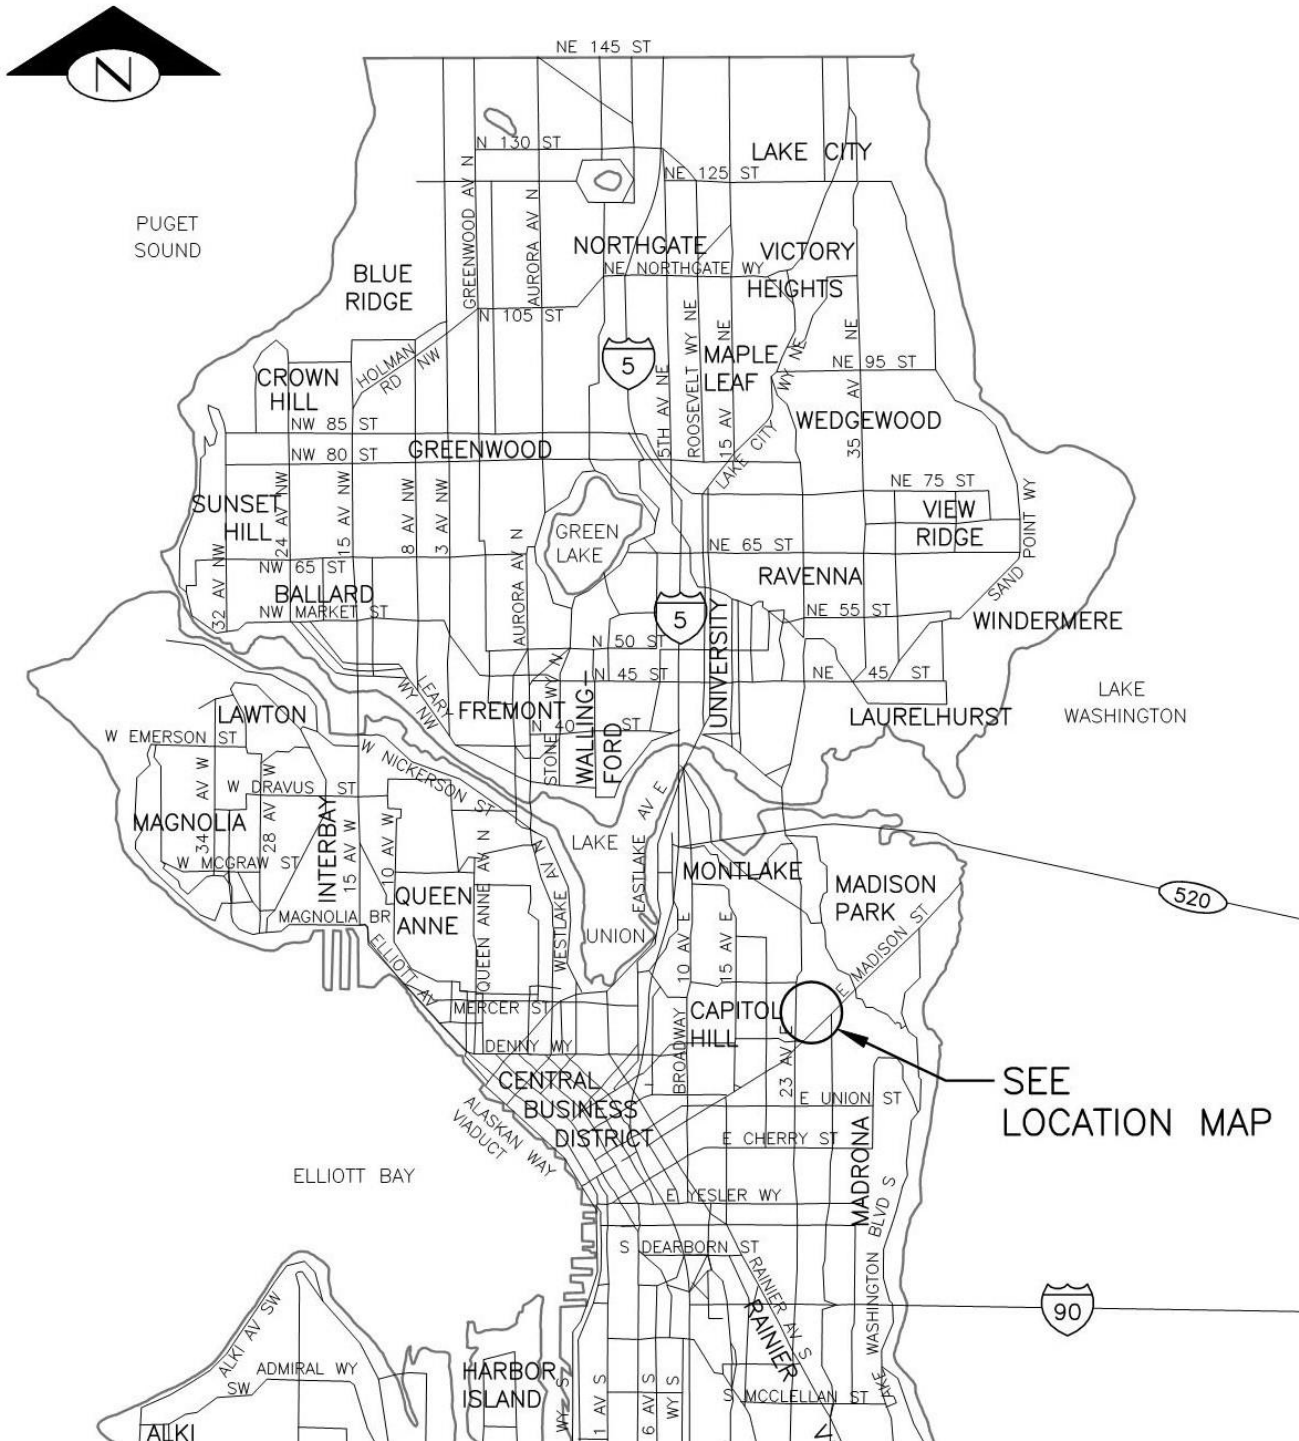 N
NE 145 ST
N 130 ST
LAKE CITY
NE 125 ST
GREENWOOD AV N
AURORA AV N
PUGET
SOUND
NORTHGATE
VICTORY
HEIGHTS
NE NORTHGATE WY
BLUE
RIDGE
N 105 ST
HOLMAN
RD NW
5
5TH AV NE
ROOSEVELT WY NE
15 AV NE
MAPLE
LEAF
LAKE CITY WY NE
35 AV NE
NE 95 ST
CROWN
HILL
NW 85 ST
WEDGEWOOD
NW 80 ST
GREENWOOD
NE 75 ST
SUNSET
HILL
32 AV NW
24 AV NW
15 AV NW
8 AV NW
3 AV NW
AURORA AV N
GREEN
LAKE
VIEW
RIDGE
SAND POINT WY
NE 65 ST
NW 65 ST
RAVENNA
BALLARD
NW MARKET ST
5
NE 55 ST
UNIVERSITY
WINDERMERE
N 50 ST
N 45 ST
NE 45 ST
LEARY
WY NW
FREMONT
STONE WY N
WALLING-
FORD
N 40 ST
LAURELHURST
LAKE
WASHINGTON
LAWTON
W EMERSON ST
W NICKERSON ST
34 AV W
28 AV W
W DRAVUS ST
MAGNOLIA
INTERBAY
15 AV W
10 AV W
W MCGRAW ST
LAKE
UNION
EASTLAKE AV E
WESTLAKE AV N
QUEEN ANNE AV N
QUEEN
ANNE
MONTLAKE
MADISON
PARK
520
MAGNOLIA BR
ELLIOTT AV
10 AV E
15 AV E
E MADISON ST
MERCER ST
CAPITOL
HILL
BROADWAY
23 AV E
DENNY WY
SEE
LOCATION MAP
CENTRAL
BUSINESS
DISTRICT
ALASKAN WAY
VIADUCT
E UNION ST
E CHERRY ST
MADRONA
ELLIOTT BAY
E YESLER WY
S DEARBORN ST
LAKE WASHINGTON BLVD S
RAINIER AV S
RAINIER
90
ALKI AV SW
ADMIRAL WY
SW
ALKI
HARBOR
ISLAND
WY S
1 AV S
6 AV S
WY S
S MCCLELLAN ST
V